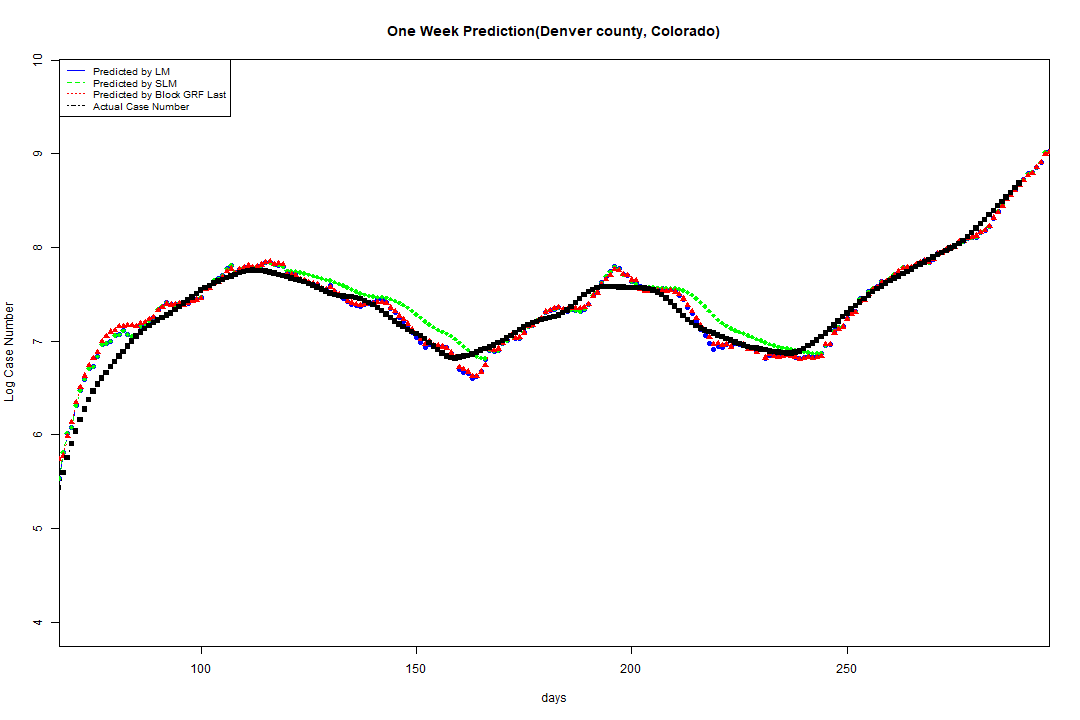 One Week Prediction(Denver county, Colorado)
Predicted by LM
Predicted by SLM
Predicted by Block GRF Last
Actual Case Number
10
9
8
7
6
5
4
Log Case Number
100 150 200 250
days